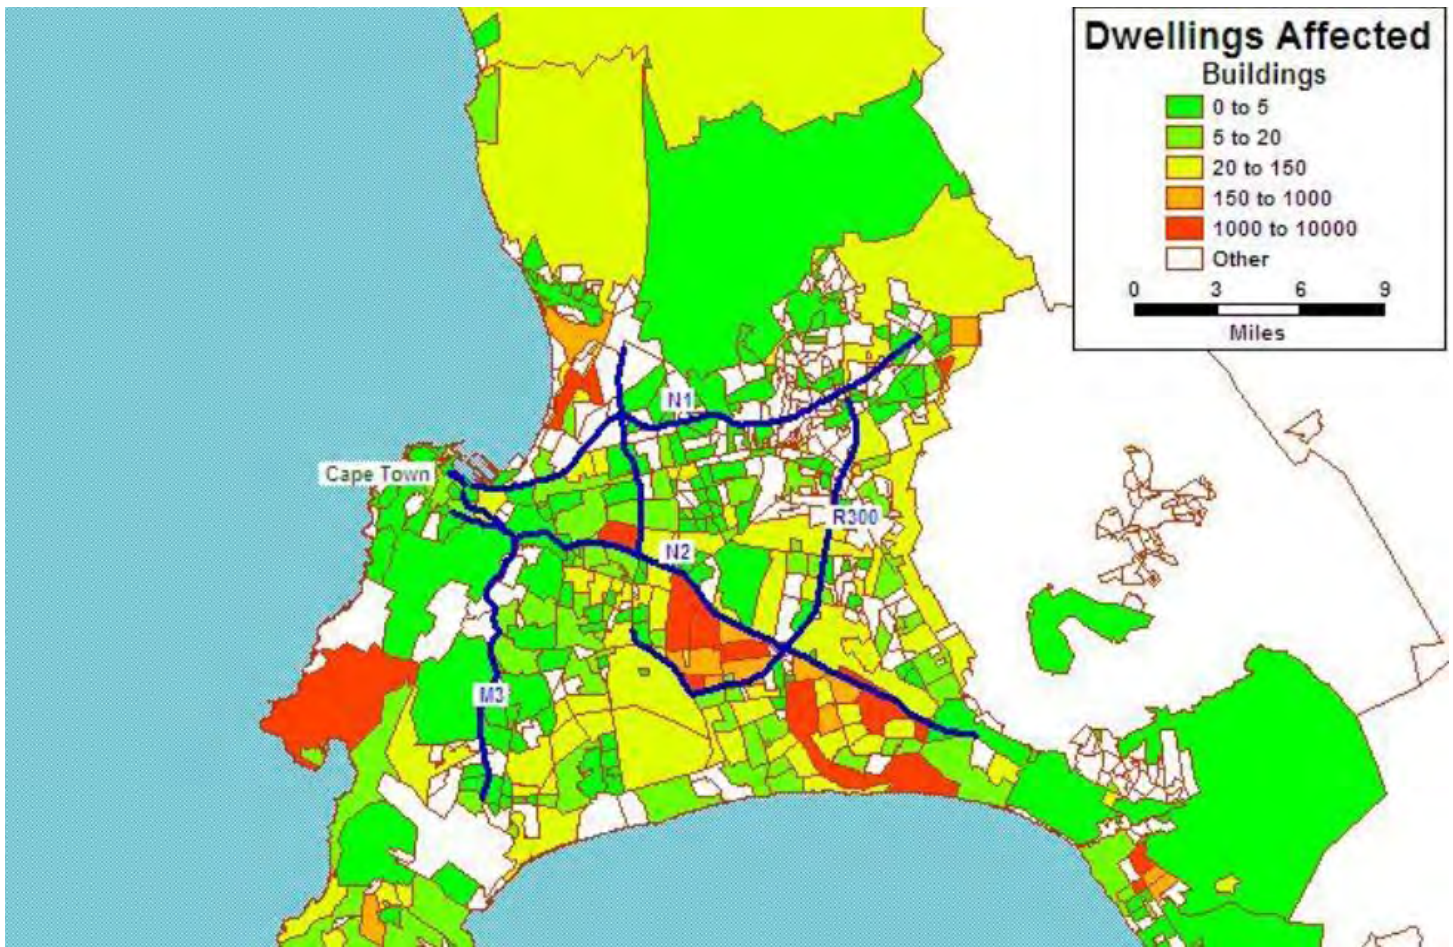 Dwellings Affected
Buildings
0 to 5
5 to 20
20 to 150
150 to 1000
1000 to 10000
Other
0 3 6 9
Miles
N1
Cape Town
R300
N2
M3